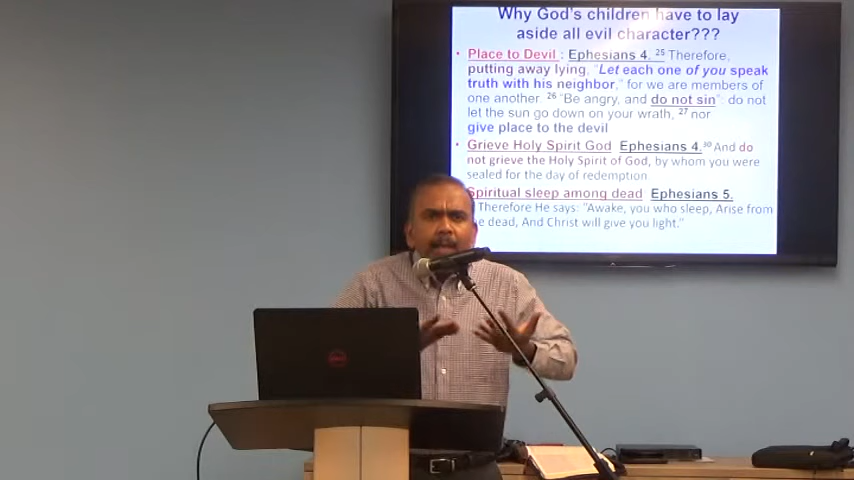 Why God's children have to lay
aside all evil character???
• Place to Devil : Ephesians 4. 25 Therefore,
putting away lying, "Let each one of you speak
truth with his neighbor," for we are members of
one another. 26 "Be angry, and do not sin": do not
let the sun go down on your wrath, 27 nor
give place to the devil
• Grieve Holy Spirit God Ephesians 4.30 And do
not grieve the Holy Spirit of God, by whom you were
sealed for the day of redemption
Spiritual sleep among dead Ephesians 5.
Therefore He says: "Awake, you who sleep, Arise from
dead, And Christ will give you light."
DELL